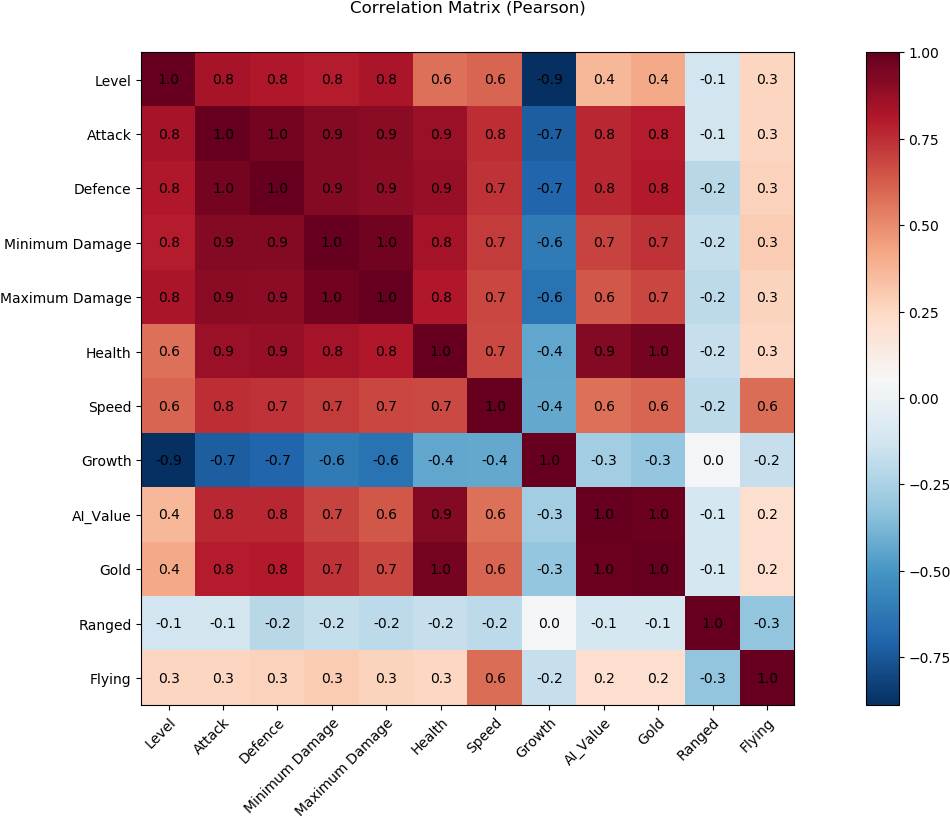 Correlation Matrix (Pearson)
Level 1.0 0.8 0.8 0.8 0.8 0.6 0.6 -0.9 0.4 0.4 -0.1 0.3
Attack 0.8 1.0 1.0 0.9 0.9 0.9 0.8 -0.7 0.8 0.8 -0.1 0.3
Defence 0.8 1.0 1.0 0.9 0.9 0.9 0.7 -0.7 0.8 0.8 -0.2 0.3
Minimum Damage 0.8 0.9 0.9 1.0 1.0 0.8 0.7 -0.6 0.7 0.7 -0.2 0.3
Maximum Damage 0.8 0.9 0.9 1.0 1.0 0.8 0.7 -0.6 0.6 0.7 -0.2 0.3
Health 0.6 0.9 0.9 0.8 0.8 1.0 0.7 -0.4 0.9 1.0 -0.2 0.3
Speed 0.6 0.8 0.7 0.7 0.7 0.7 1.0 -0.4 0.6 0.6 -0.2 0.6
Growth -0.9 -0.7 -0.7 -0.6 -0.6 -0.4 -0.4 1.0 -0.3 -0.3 0.0 -0.2
AI_Value 0.4 0.8 0.8 0.7 0.6 0.9 0.6 -0.3 1.0 1.0 -0.1 0.2
Gold 0.4 0.8 0.8 0.7 0.7 1.0 0.6 -0.3 1.0 1.0 -0.1 0.2
Ranged -0.1 -0.1 -0.2 -0.2 -0.2 -0.2 -0.2 0.0 -0.1 -0.1 1.0 -0.3
Flying 0.3 0.3 0.3 0.3 0.3 0.3 0.6 -0.2 0.2 0.2 -0.3 1.0
Level
Attack
Defence
Minimum Damage
Maximum Damage
Health
Speed
Growth
AI_Value
Gold
Ranged
Flying
1.00
0.75
0.50
0.25
0.00
−0.25
−0.50
−0.75